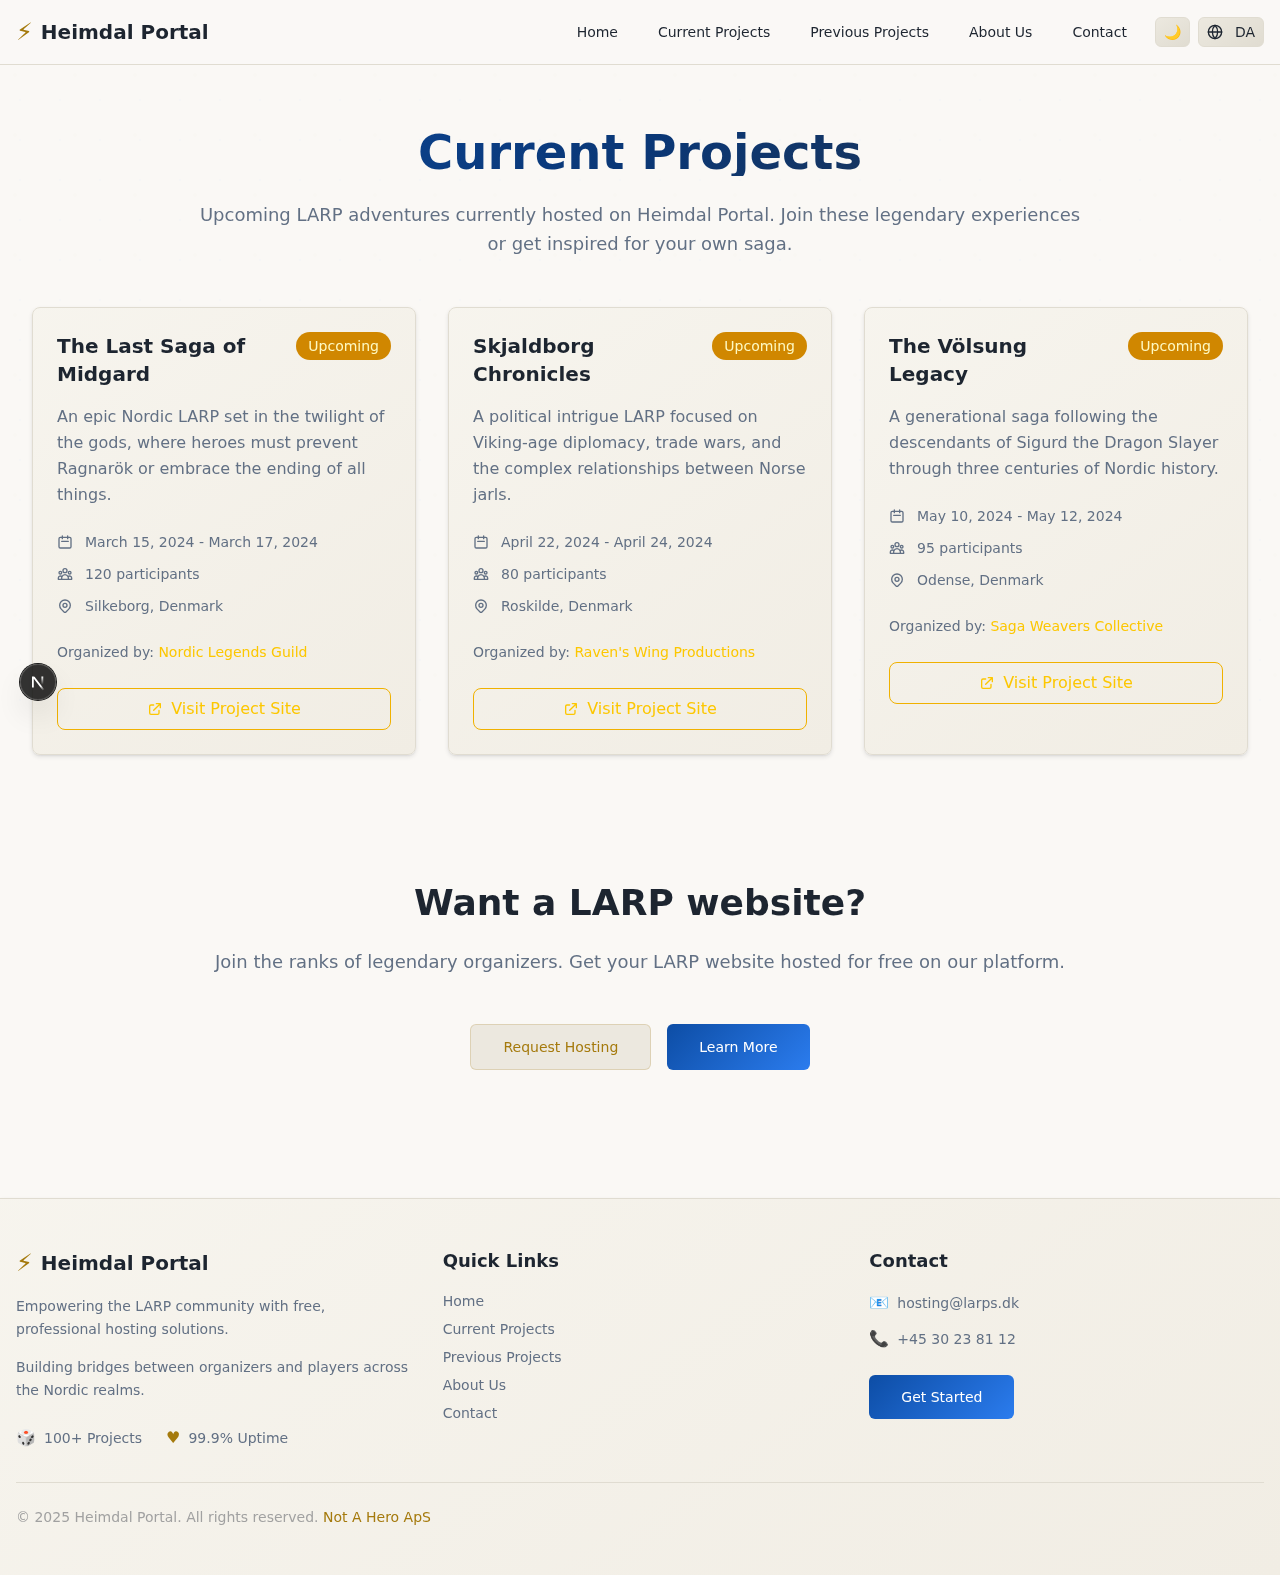 Heimdal Portal
Home
Current Projects
Previous Projects
About Us
Contact
DA
Current Projects
Upcoming LARP adventures currently hosted on Heimdal Portal. Join these legendary experiences
or get inspired for your own saga.
The Last Saga of
Midgard
Upcoming
An epic Nordic LARP set in the twilight of
the gods, where heroes must prevent
Ragnarök or embrace the ending of all
things.
March 15, 2024 - March 17, 2024
120 participants
Silkeborg, Denmark
Organized by: Nordic Legends Guild
Visit Project Site
Skjaldborg
Chronicles
Upcoming
A political intrigue LARP focused on
Viking-age diplomacy, trade wars, and
the complex relationships between Norse
jarls.
April 22, 2024 - April 24, 2024
80 participants
Roskilde, Denmark
Organized by: Raven's Wing Productions
Visit Project Site
The Völsung
Legacy
Upcoming
A generational saga following the
descendants of Sigurd the Dragon Slayer
through three centuries of Nordic history.
May 10, 2024 - May 12, 2024
95 participants
Odense, Denmark
Organized by: Saga Weavers Collective
Visit Project Site
N
Want a LARP website?
Join the ranks of legendary organizers. Get your LARP website hosted for free on our platform.
Request Hosting
Learn More
Heimdal Portal
Empowering the LARP community with free,
professional hosting solutions.
Building bridges between organizers and players across
the Nordic realms.
100+ Projects
99.9% Uptime
Quick Links
Home
Current Projects
Previous Projects
About Us
Contact
Contact
hosting@larps.dk
+45 30 23 81 12
Get Started
© 2025 Heimdal Portal. All rights reserved. Not A Hero ApS